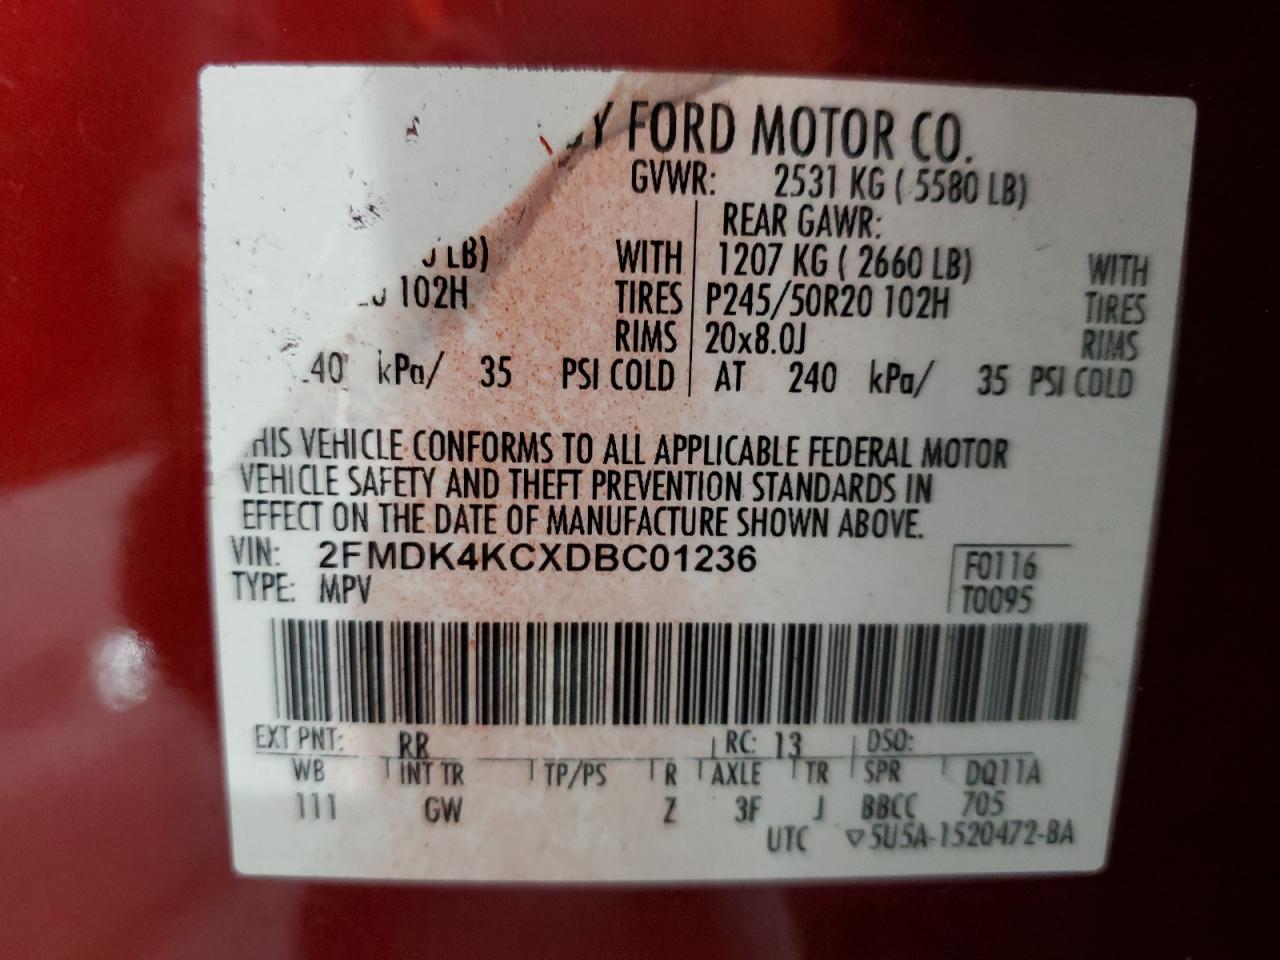 FORD MOTOR CO.
GVWR: 2531 KG ( 5580 LB)
LB) WITH
102H TIRES
RIMS
kPa/ 35 PSI COLD
REAR GAWR:
1207 KG ( 2660 LB) WITH
P245/50R20 102H TIRES
20x8.0J RIMS
AT 240 kPa/ 35 PSI COLD
VEHICLE CONFORMS TO ALL APPLICABLE FEDERAL MOTOR
VEHICLE SAFETY AND THEFT PREVENTION STANDARDS IN
EFFECT ON THE DATE OF MANUFACTURE SHOWN ABOVE.
VIN: 2FMDK4KCXDBC01236
TYPE: MPV
F0116
T0095
EXT PNT: RR RC: 13 DSO:
WB INT TR TP/PS R AXLE TR SPR DQ11A
111 GW Z 3F J BBCC 705
UTC ▽5U5A-1520472-BA